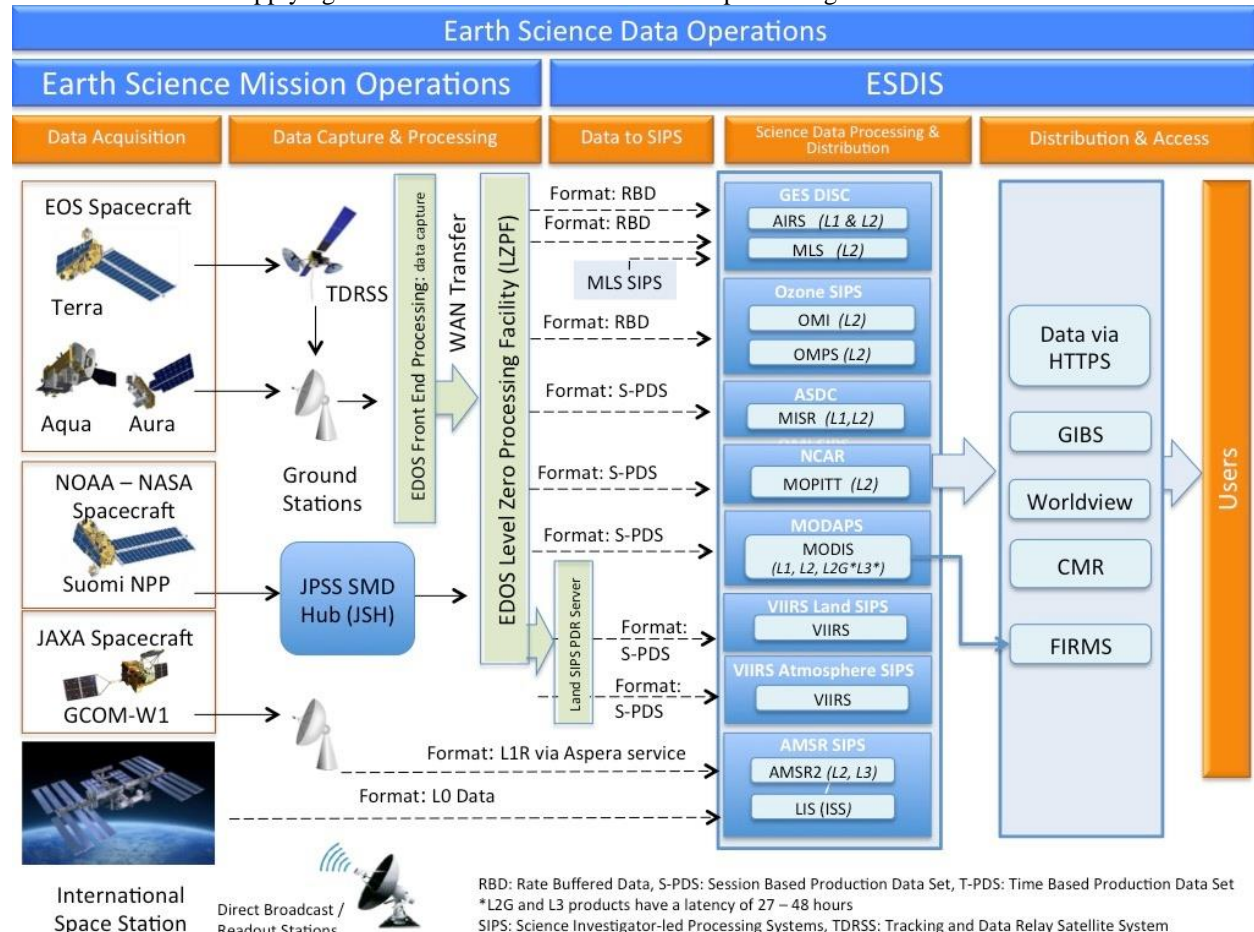 Earth Science Data Operations
Earth Science Mission Operations
ESDIS
Data Acquisition
Data Capture & Processing
Data to SIPS
Science Data Processing &
Distribution
Distribution & Access
EOS Spacecraft
Terra
Aqua
Aura
NOAA – NASA
Spacecraft
Suomi NPP
JAXA Spacecraft
GCOM-W1
International
Space Station
TDRSS
Ground
Stations
JPSS SMD
Hub (JSH)
Direct Broadcast /
Readout Stations
EDOS Front End Processing: data capture
WAN Transfer
EDOS Level Zero Processing Facility (LZPF)
Format: RBD
Format: RBD
MLS SIPS
Format: RBD
Format: S-PDS
Format: S-PDS
Format: S-PDS
Land SIPS PDR Server
Format:
S-PDS
Format:
S-PDS
Format: L1R via Aspera service
Format: L0 Data
GES DISC
AIRS (L1 & L2)
MLS (L2)
Ozone SIPS
OMI (L2)
OMPS (L2)
ASDC
MISR (L1,L2)
NCAR
MOPITT (L2)
MODAPS
MODIS
(L1, L2, L2G*L3*)
VIIRS Land SIPS
VIIRS
VIIRS Atmosphere SIPS
VIIRS
AMSR SIPS
AMSR2 (L2, L3)
LIS (ISS)
Data via
HTTPS
GIBS
Worldview
CMR
FIRMS
Users
RBD: Rate Buffered Data, S-PDS: Session Based Production Data Set, T-PDS: Time Based Production Data Set
*L2G and L3 products have a latency of 27 – 48 hours
SIPS: Science Investigator-led Processing Systems, TDRSS: Tracking and Data Relay Satellite System